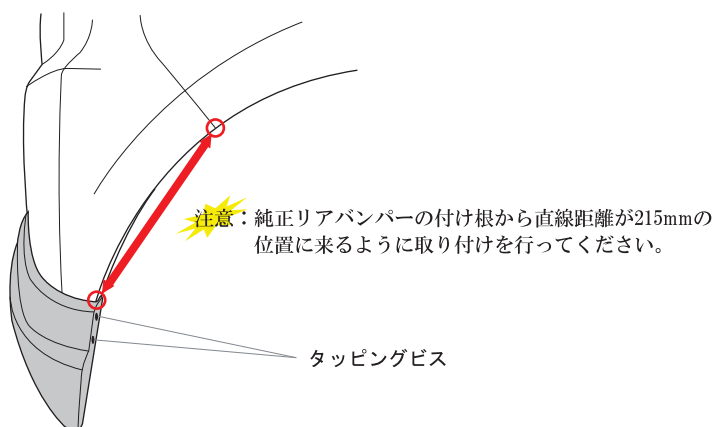 注意：純正リアバンパーの付け根から直線距離が215mmの
位置に来るように取り付けを行ってください。
タッピングビス